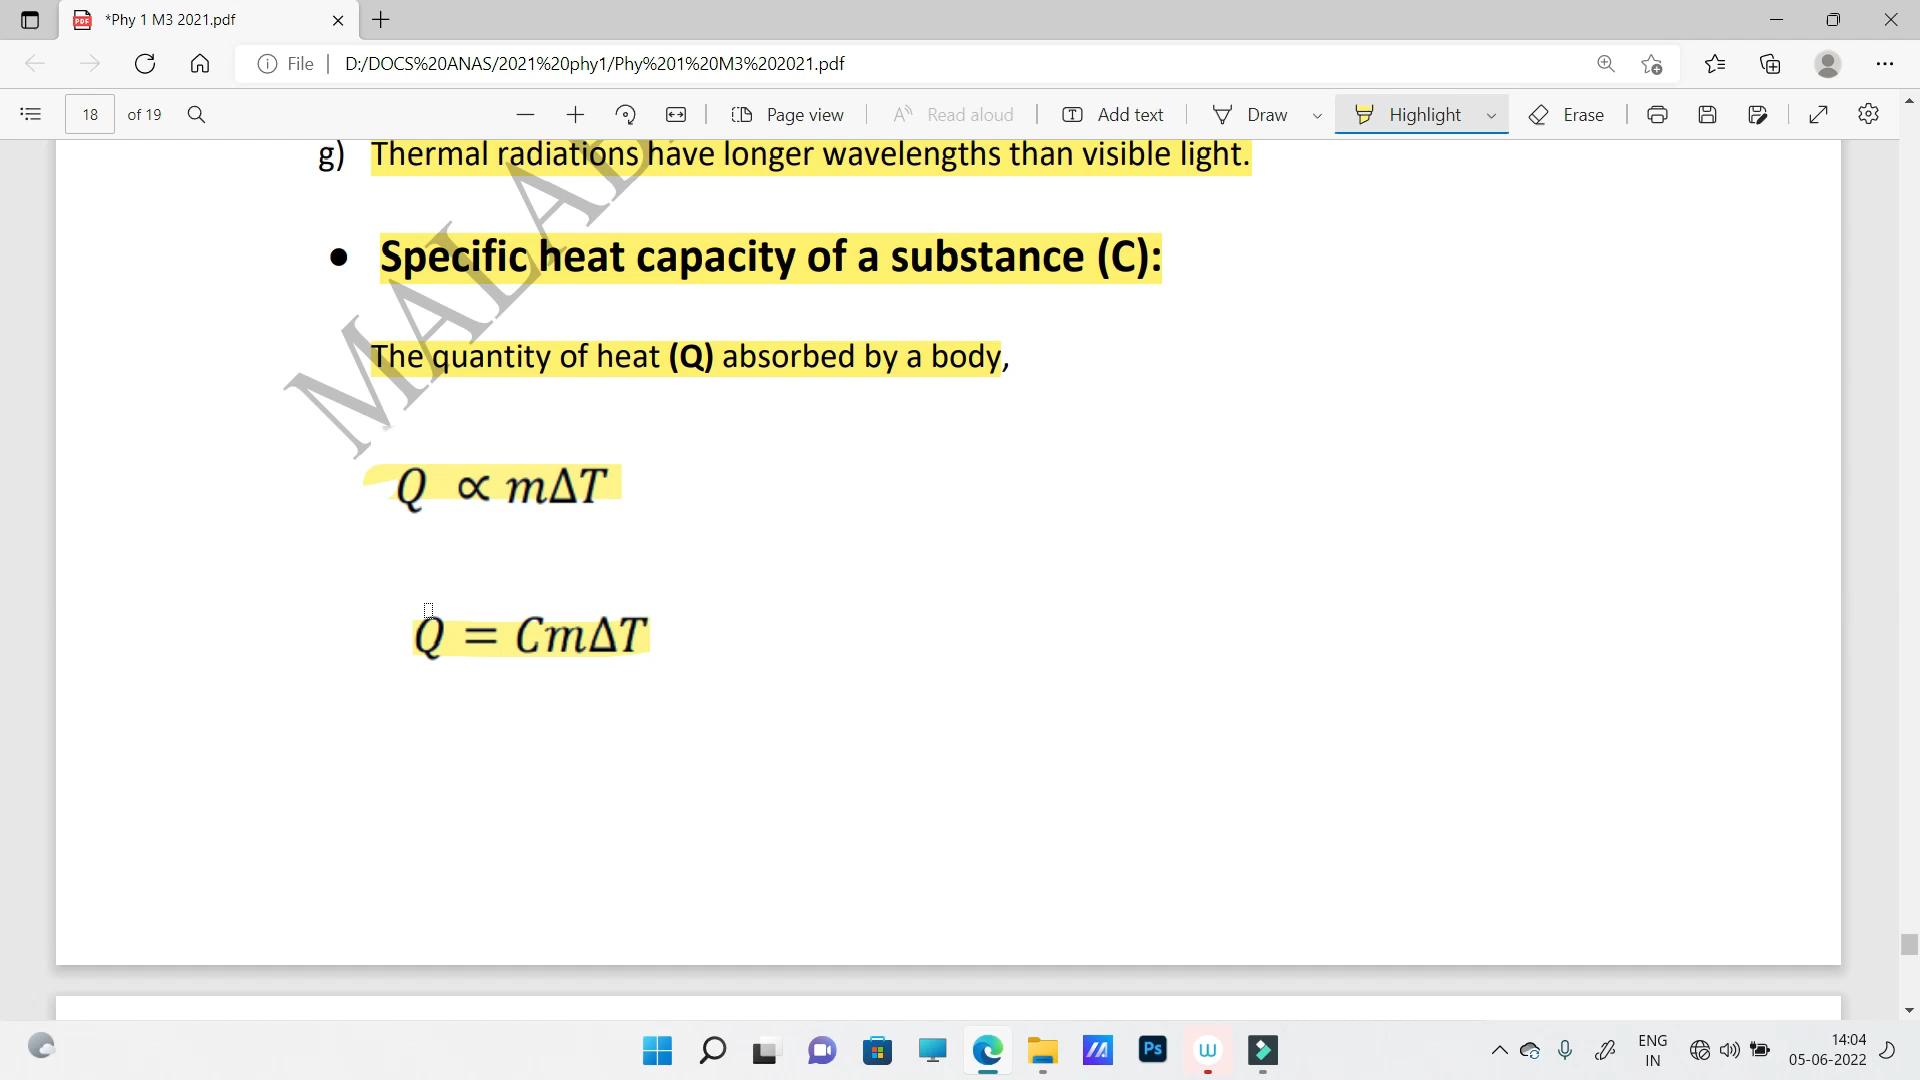 *Phy 1 M3 2021.pdf
File
D:/DOCS%20ANAS/2021%20phy1/Phy%201%20M3%202021.pdf
18 of 19
Page view
Read aloud
Add text
Draw
Highlight
Erase
g) Thermal radiations have longer wavelengths than visible light.
• Specific heat capacity of a substance (C):
The quantity of heat (Q) absorbed by a body,
Q ∝ mΔT
Q = CmΔT
MALAB
Ps
ENG
IN
14:04
05-06-2022